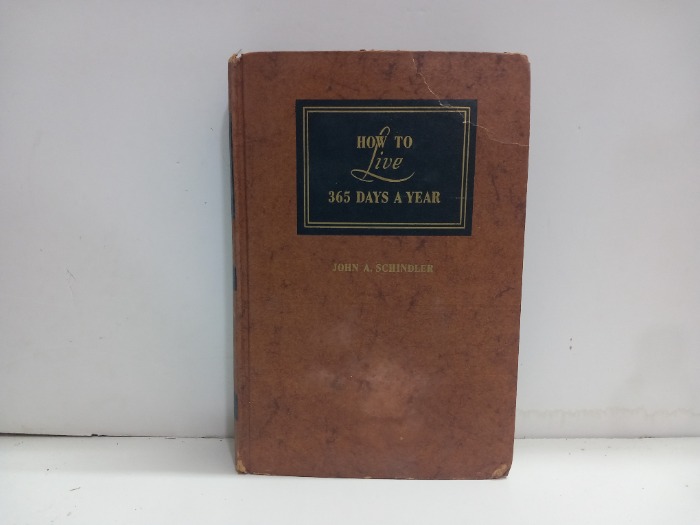 HOW TO
Live
365 DAYS A YEAR
JOHN A. SCHINDLER